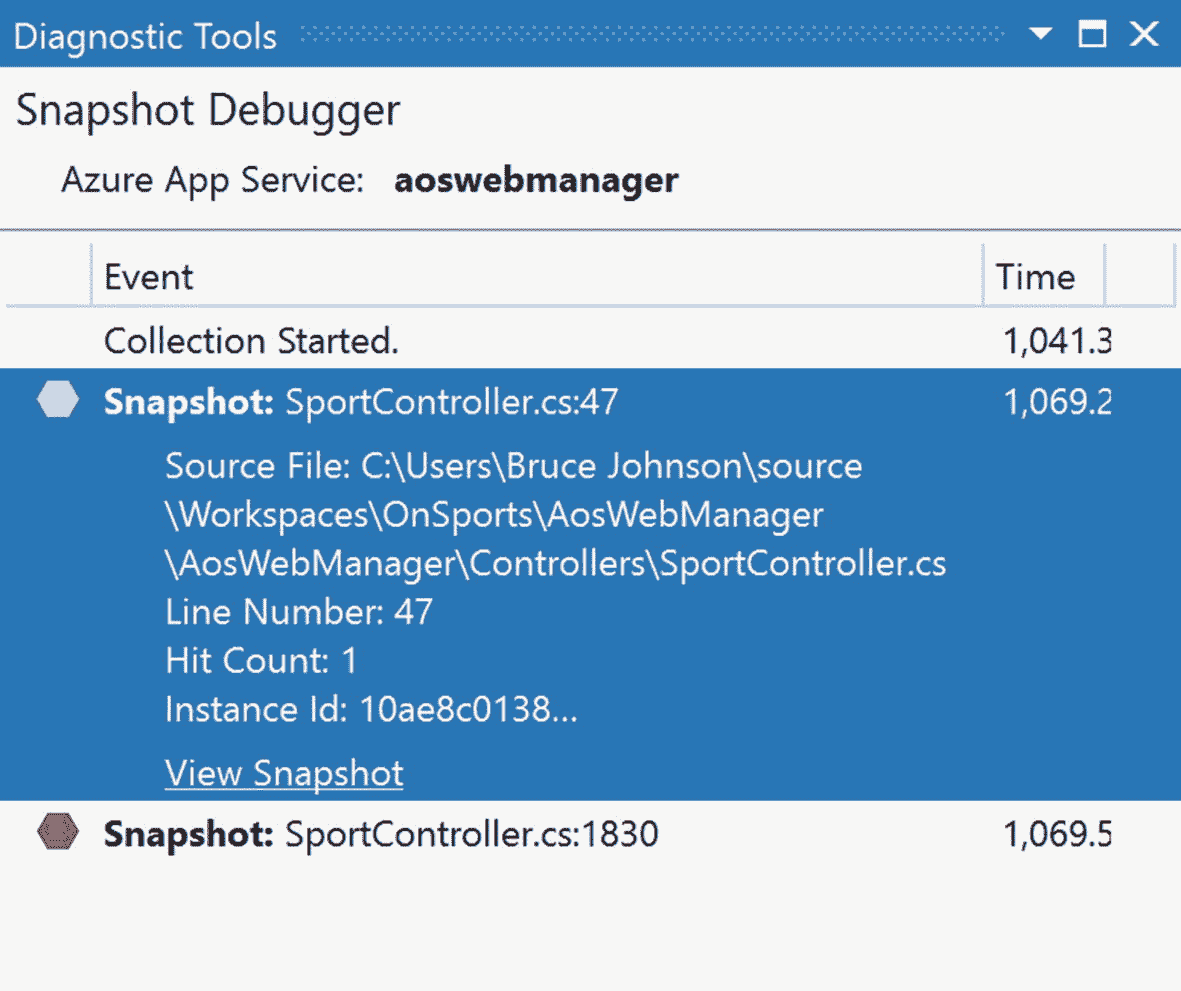 Diagnostic Tools
Snapshot Debugger
Azure App Service: aoswebmanager
Event Time
Collection Started. 1,041.3
Snapshot: SportController.cs:47 1,069.2
Source File: C:\Users\Bruce Johnson\source
\Workspaces\OnSports\AosWebManager
\AosWebManager\Controllers\SportController.cs
Line Number: 47
Hit Count: 1
Instance Id: 10ae8c0138...
View Snapshot
Snapshot: SportController.cs:1830 1,069.5